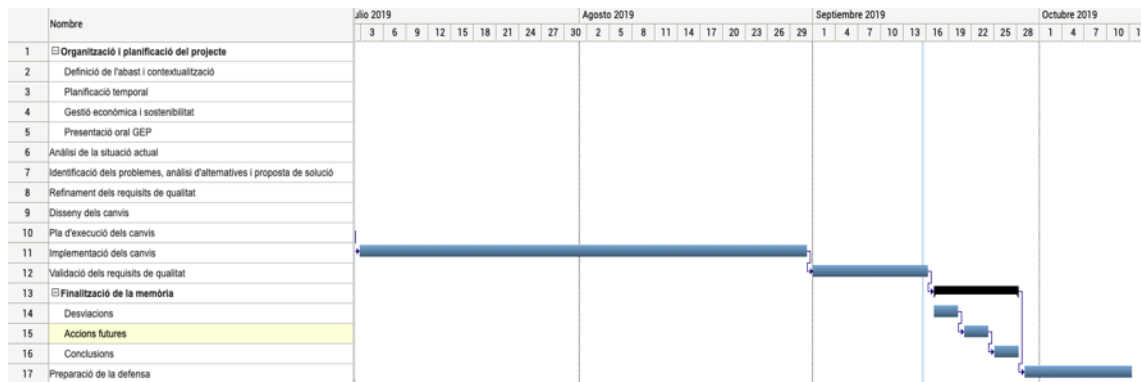 Nombre
ulio 2019 Agosto 2019 Septiembre 2019 Octubre 2019
3 6 9 12 15 18 21 24 27 30 2 5 8 11 14 17 20 23 26 29 1 4 7 10 13 16 19 22 25 28 1 4 7 10 1
1 Organització i planificació del projecte
2 Definició de l'abast i contextualització
3 Planificació temporal
4 Gestió econòmica i sostenibilitat
5 Presentació oral GEP
6 Anàlisi de la situació actual
7 Identificació dels problemes, anàlisi d'alternatives i proposta de solució
8 Refinament dels requisits de qualitat
9 Disseny dels canvis
10 Pla d'execució dels canvis
11 Implementació dels canvis
12 Validació dels requisits de qualitat
13 Finalització de la memòria
14 Desviacions
15 Accions futures
16 Conclusions
17 Preparació de la defensa